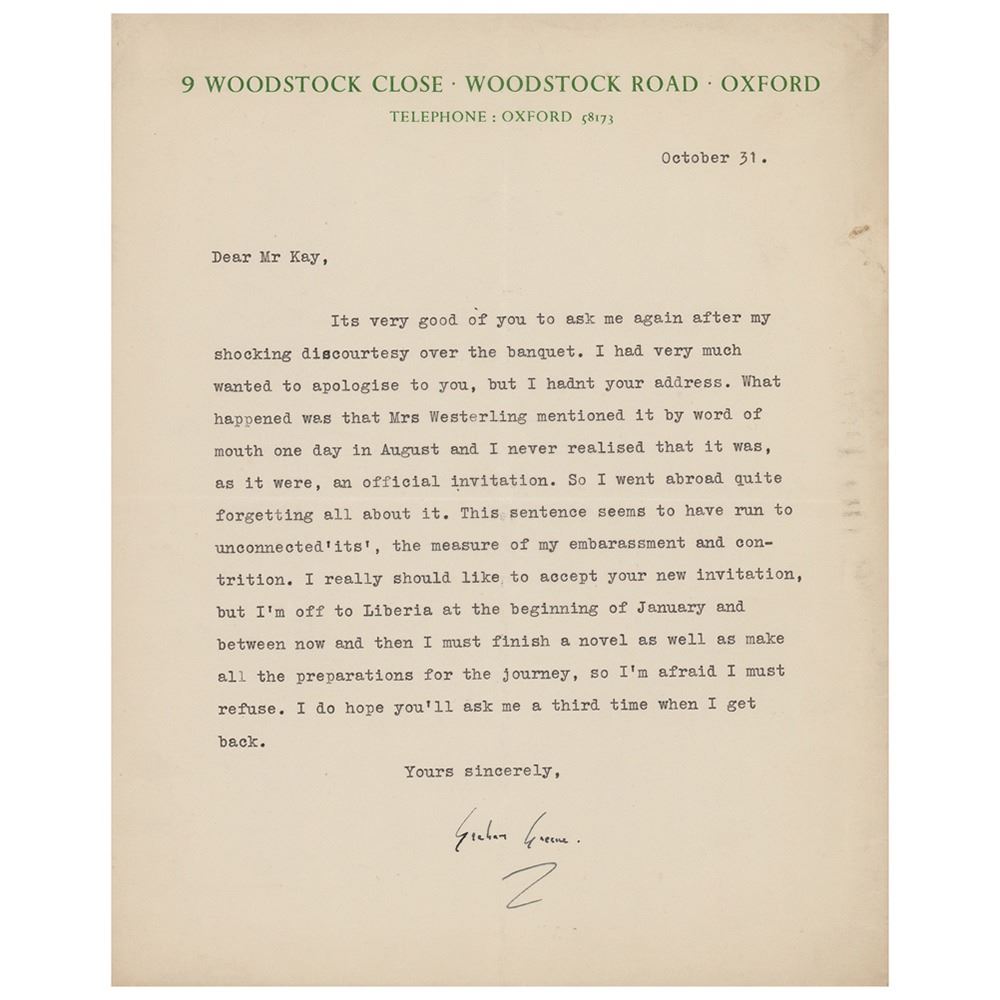 9 WOODSTOCK CLOSE · WOODSTOCK ROAD · OXFORD
TELEPHONE : OXFORD 58173
October 31.
Dear Mr Kay,
Its very good of you to ask me again after my
shocking discourtesy over the banquet. I had very much
wanted to apologise to you, but I hadnt your address. What
happened was that Mrs Westerling mentioned it by word of
mouth one day in August and I never realised that it was,
as it were, an official invitation. So I went abroad quite
forgetting all about it. This sentence seems to have run to
unconnected'its', the measure of my embarassment and con-
trition. I really should like to accept your new invitation,
but I'm off to Liberia at the beginning of January and
between now and then I must finish a novel as well as make
all the preparations for the journey, so I'm afraid I must
refuse. I do hope you'll ask me a third time when I get
back.
Yours sincerely,
Graham Greene.